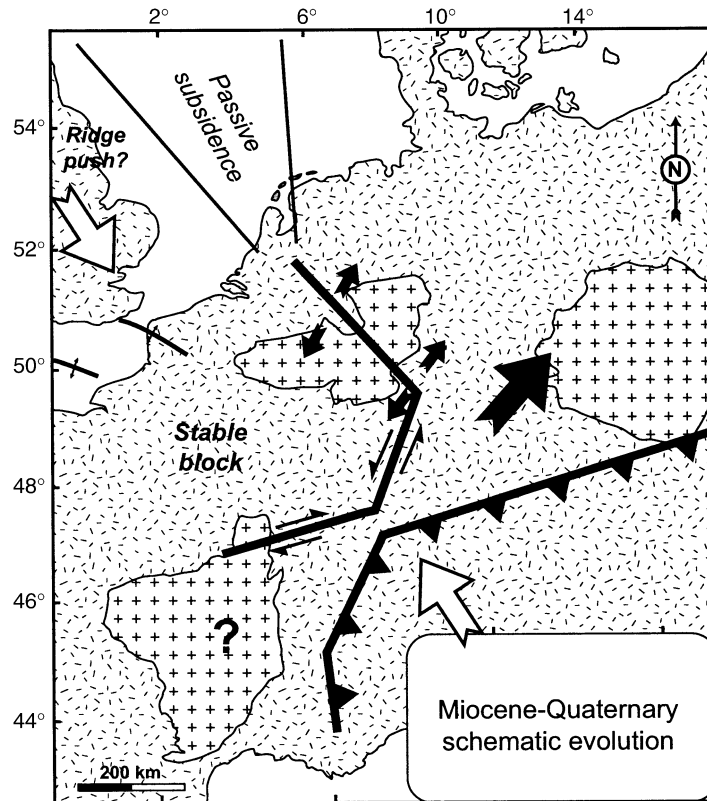 2° 6° 10° 14°
54°
52°
50°
48°
46°
44°
Ridge
push?
Passive
subsidence
N
Stable
block
?
Miocene-Quaternary
schematic evolution
200 km